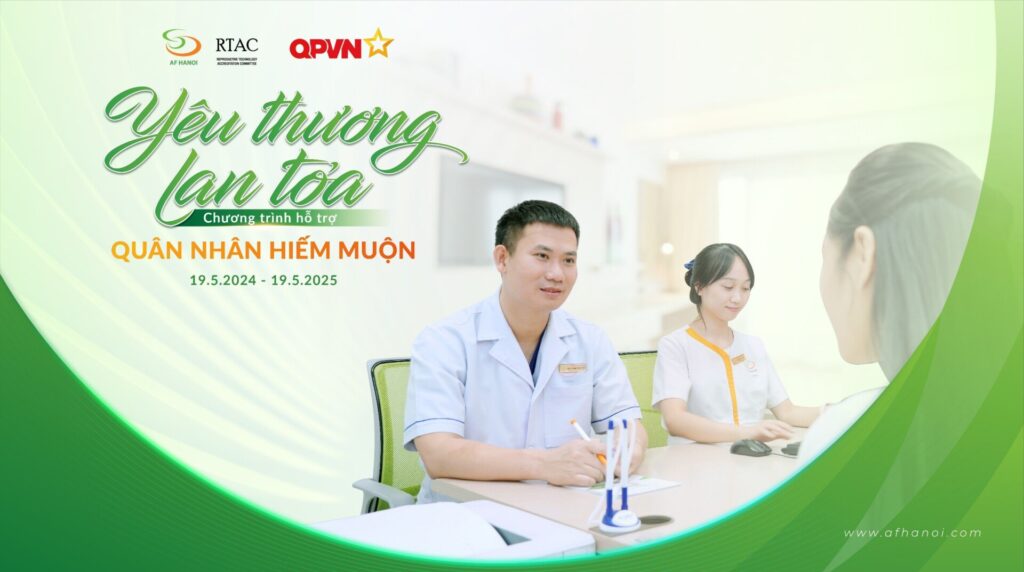 AF HANOI
RTAC
REPRODUCTIVE TECHNOLOGY
ACCREDITATION COMMITTEE
QPVN
Yêu thương
lan tỏa
Chương trình hỗ trợ
QUÂN NHÂN HIẾM MUỘN
19.5.2024 - 19.5.2025
www.afhanoi.com